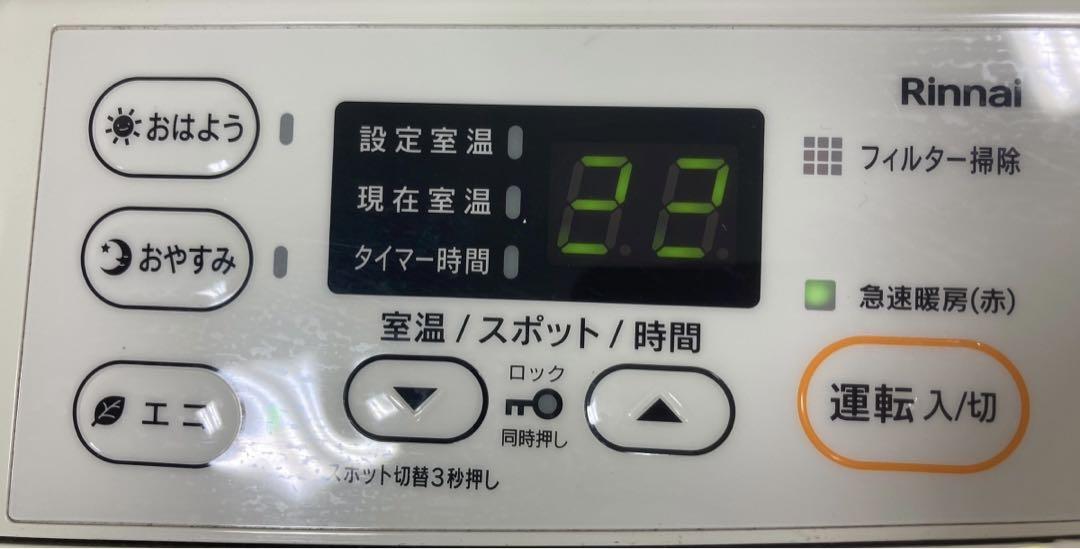 Rinnai
おはよう
設定室温
22
フィルター掃除
現在室温
おやすみ
タイマー時間
急速暖房(赤)
室温/スポット/時間
エコ
ロック
同時押し
運転 入/切
スポット切替3秒押し